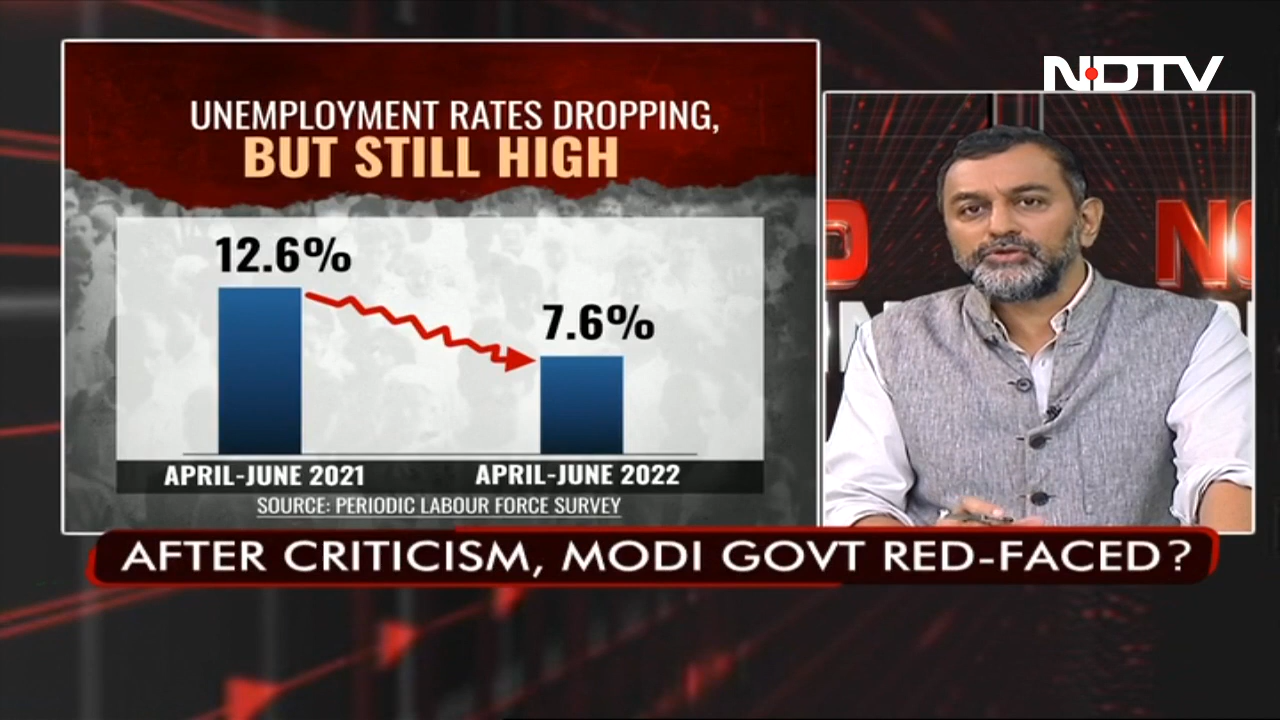 UNEMPLOYMENT RATES DROPPING,
BUT STILL HIGH
12.6%
7.6%
APRIL-JUNE 2021
APRIL-JUNE 2022
SOURCE: PERIODIC LABOUR FORCE SURVEY
NDTV
AFTER CRITICISM, MODI GOVT RED-FACED?